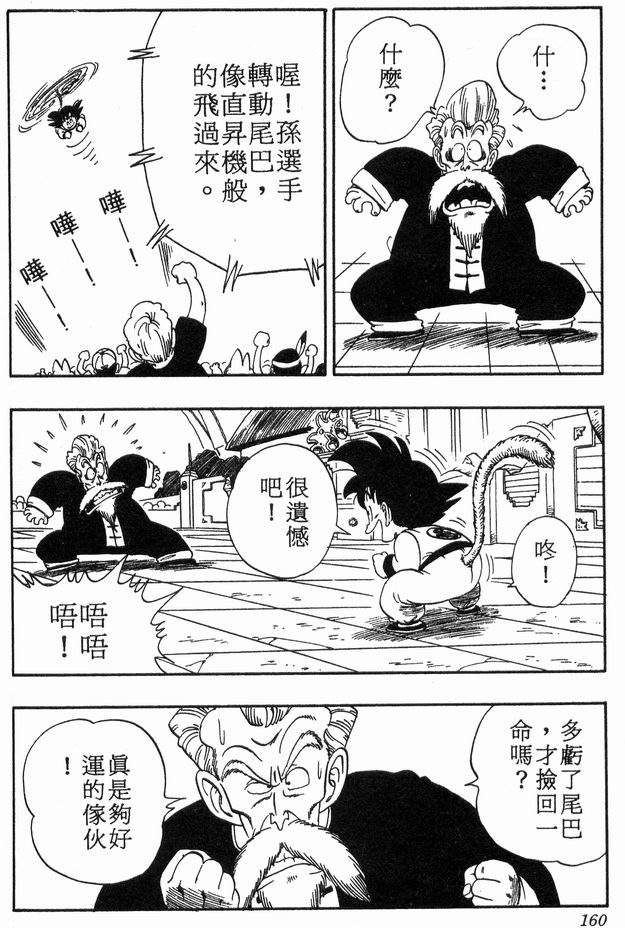 什…
什麼？
喔！孫選手
轉動尾巴，
像直昇機般
的飛過來。
嘩——！
嘩——！
嘩——！
咚！
很遺憾
吧！
唔唔
唔！
多虧了尾巴
，才撿回一
命嗎？
眞是夠好
運的傢伙
！
160